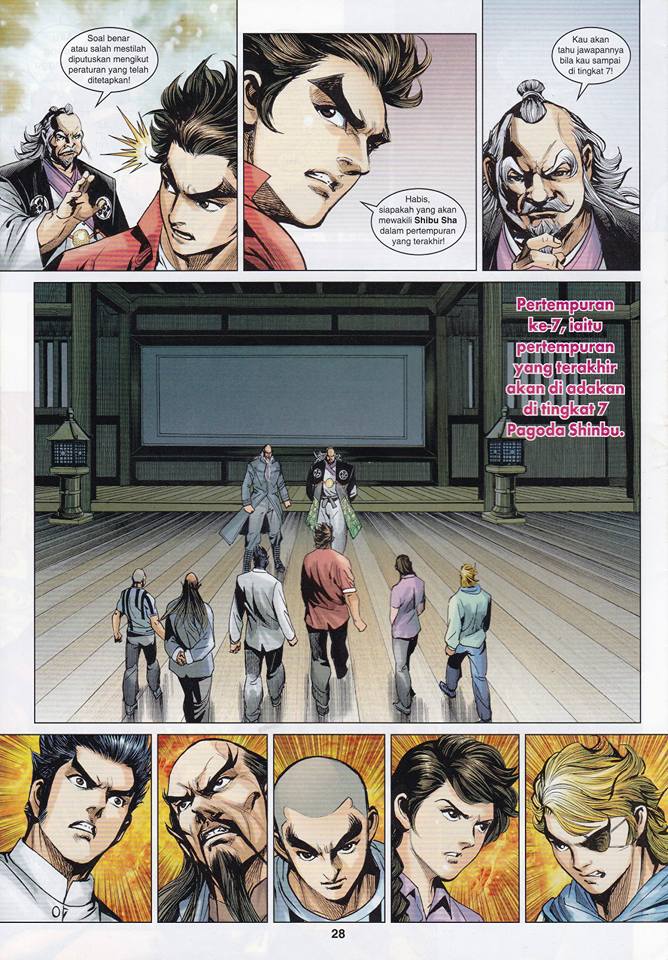 Soal benar
atau salah mestilah
diputuskan mengikut
peraturan yang telah
ditetapkan!
Habis,
siapakah yang akan
mewakili Shibu Sha
dalam pertempuran
yang terakhir!
Kau akan
tahu jawapannya
bila kau sampai
di tingkat 7!
Pertempuran
ke-7, iaitu
pertempuran
yang terakhir
akan di adakan
di tingkat 7
Pagoda Shinbu.
28